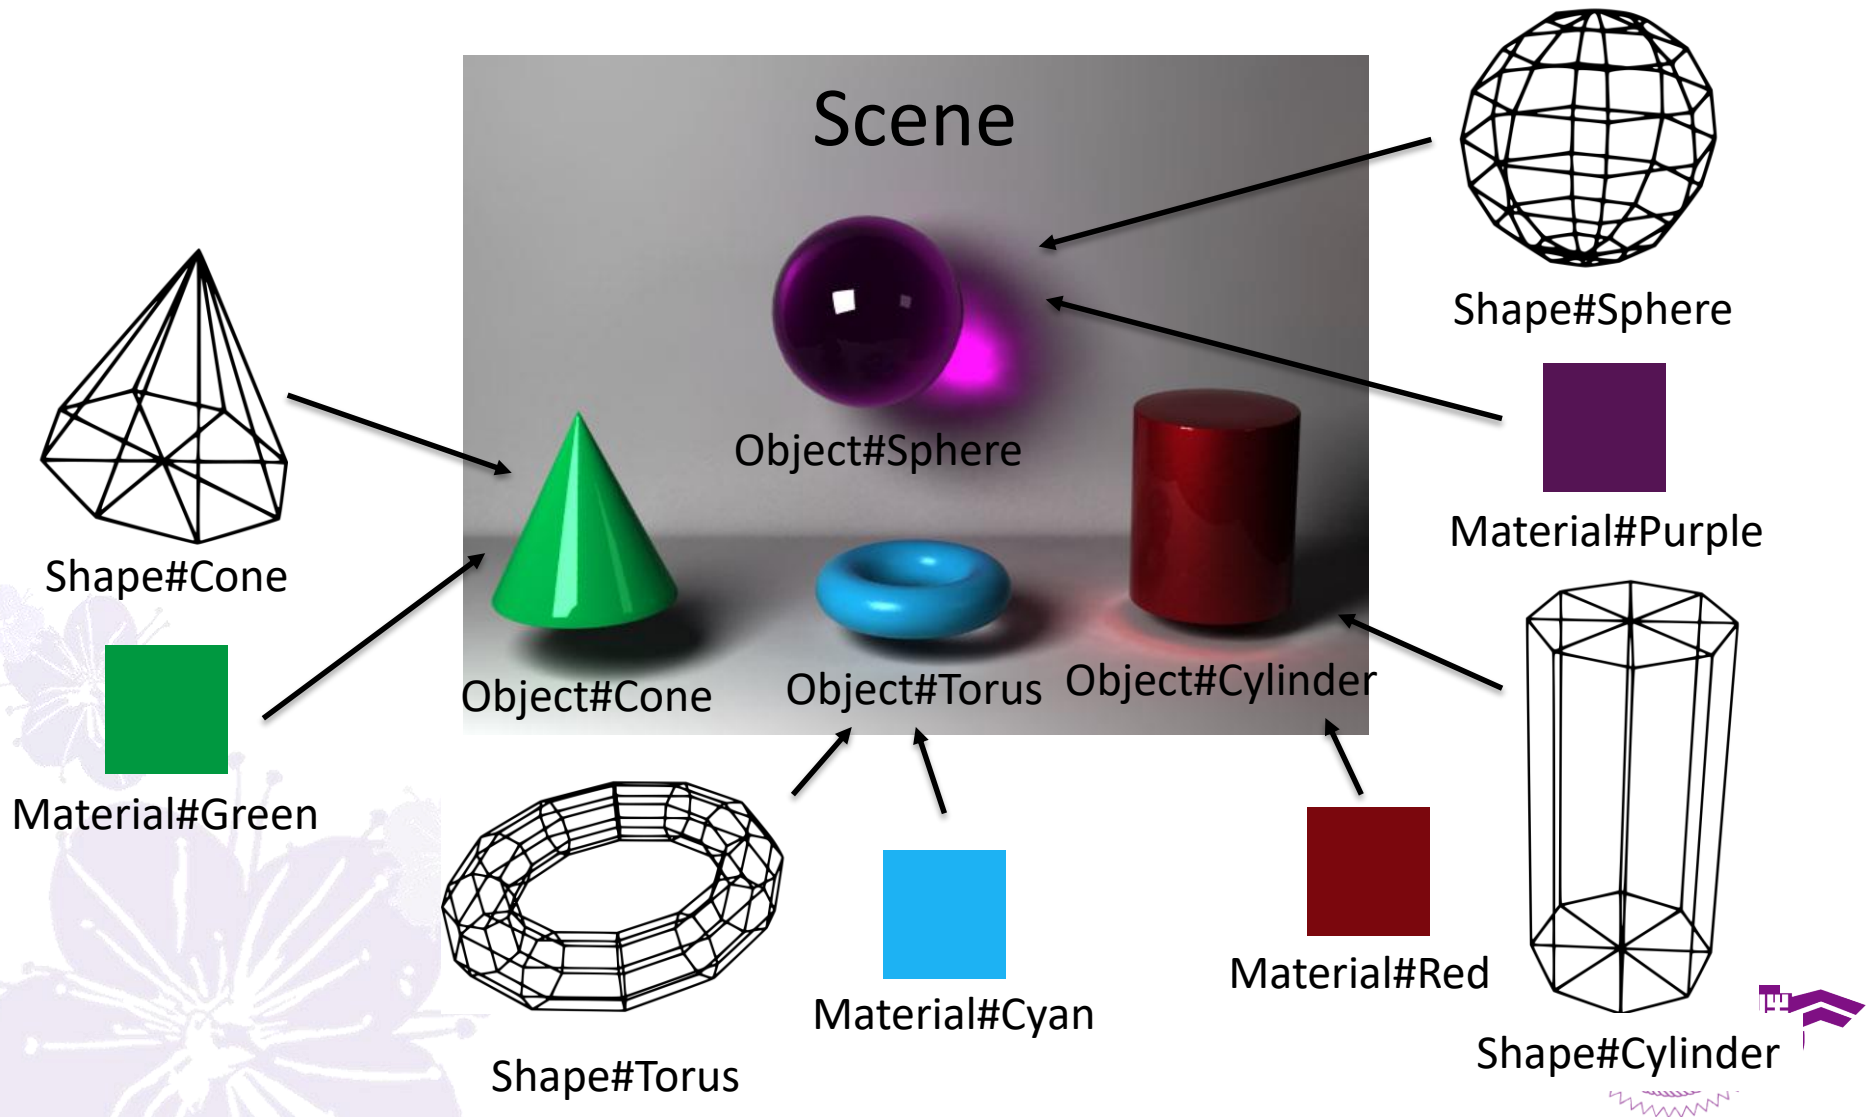 Scene
Shape#Sphere
Object#Sphere
Material#Purple
Shape#Cone
Object#Cone
Object#Torus
Object#Cylinder
Material#Green
Material#Red
Material#Cyan
Shape#Cylinder
Shape#Torus